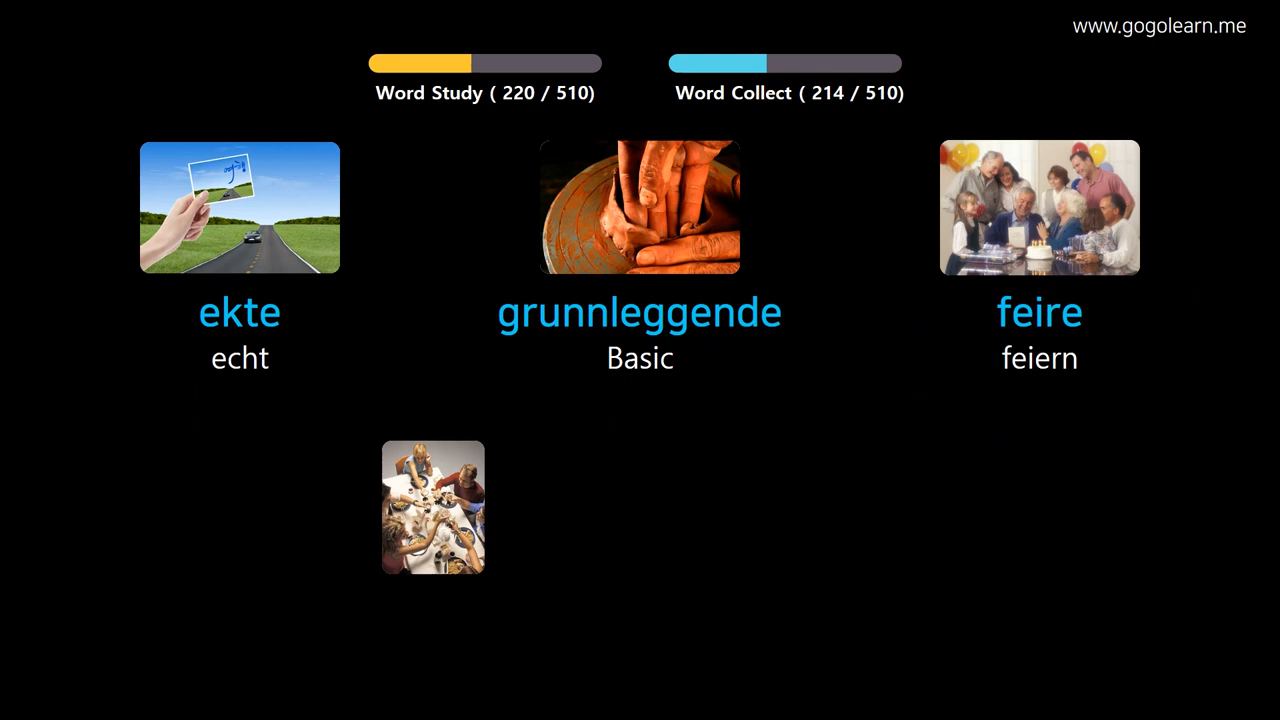 www.gogolearn.me
Word Study ( 220 / 510)
Word Collect ( 214 / 510)
ekte
grunnleggende
feire
echt
Basic
feiern